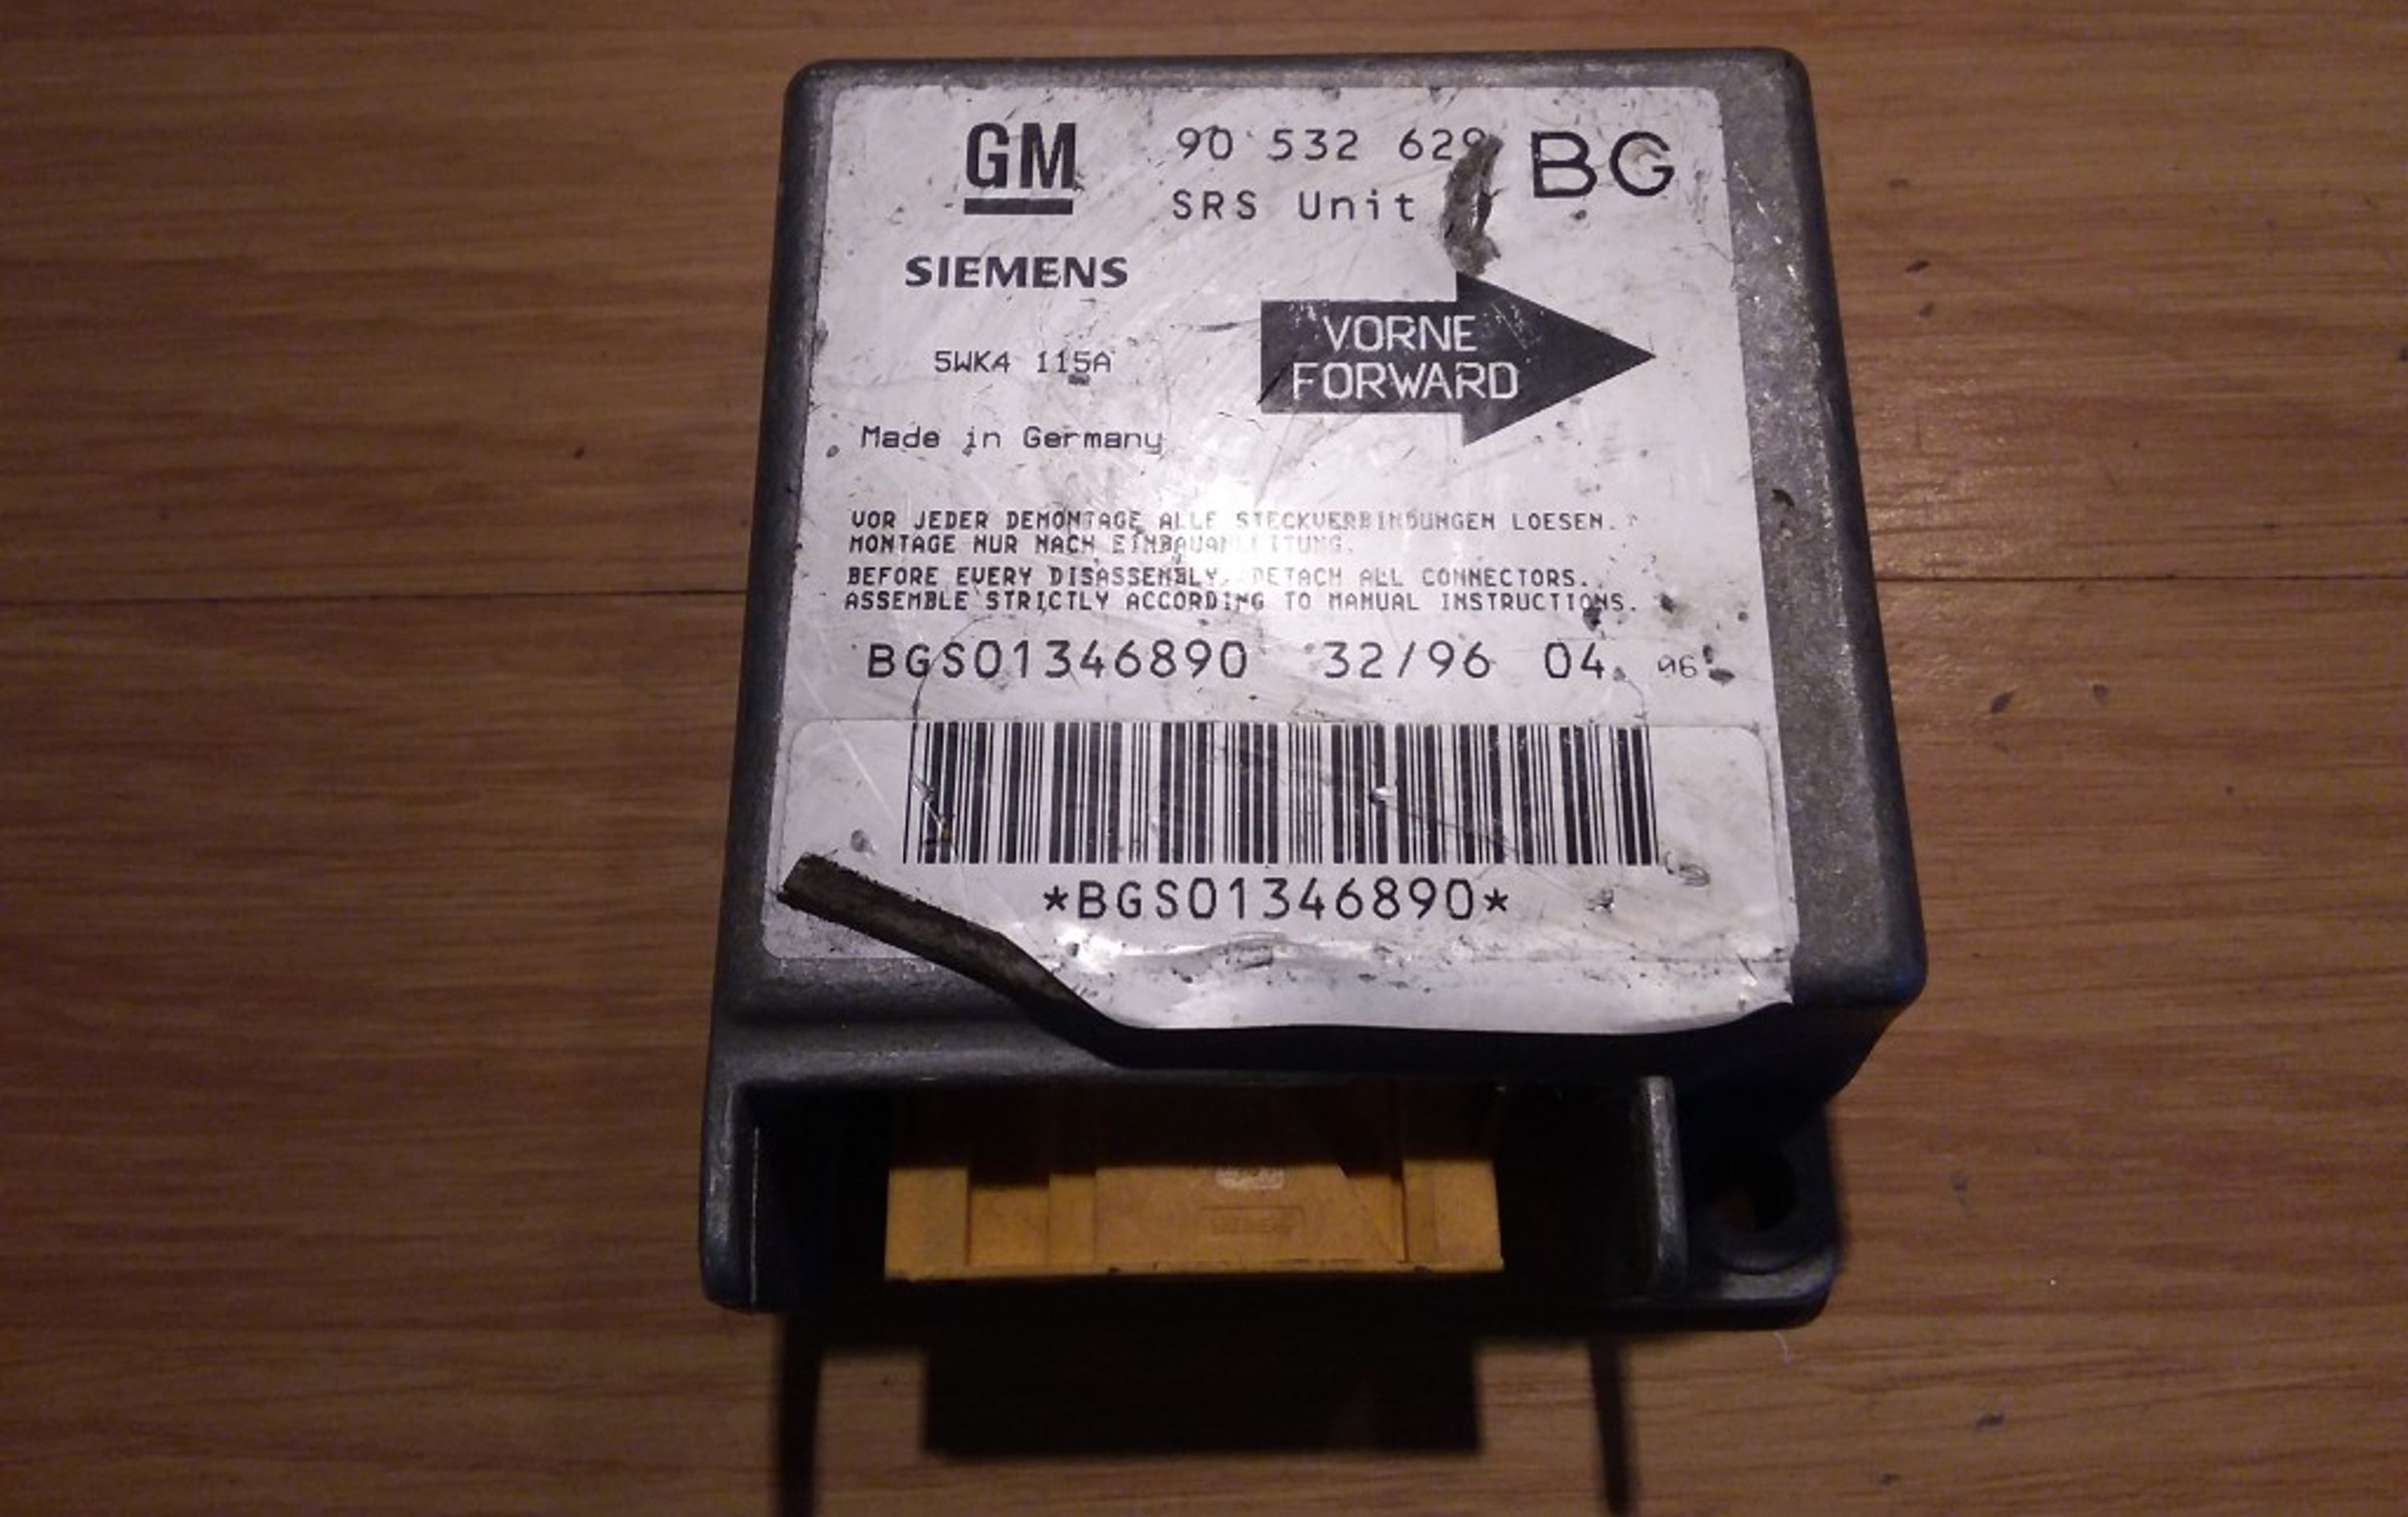 GM
90 532 629
BG
SRS Unit
SIEMENS
VORNE
FORWARD
5WK4 115A
Made in Germany
VOR JEDER DEMONTAGE ALLE STECKVERBINDUNGEN LOESEN.
MONTAGE NUR NACH EINBAUANLEITUNG.
BEFORE EVERY DISASSEMBLY, DETACH ALL CONNECTORS.
ASSEMBLE STRICTLY ACCORDING TO MANUAL INSTRUCTIONS.
BGS01346890 32/96 04 96
*BGS01346890*